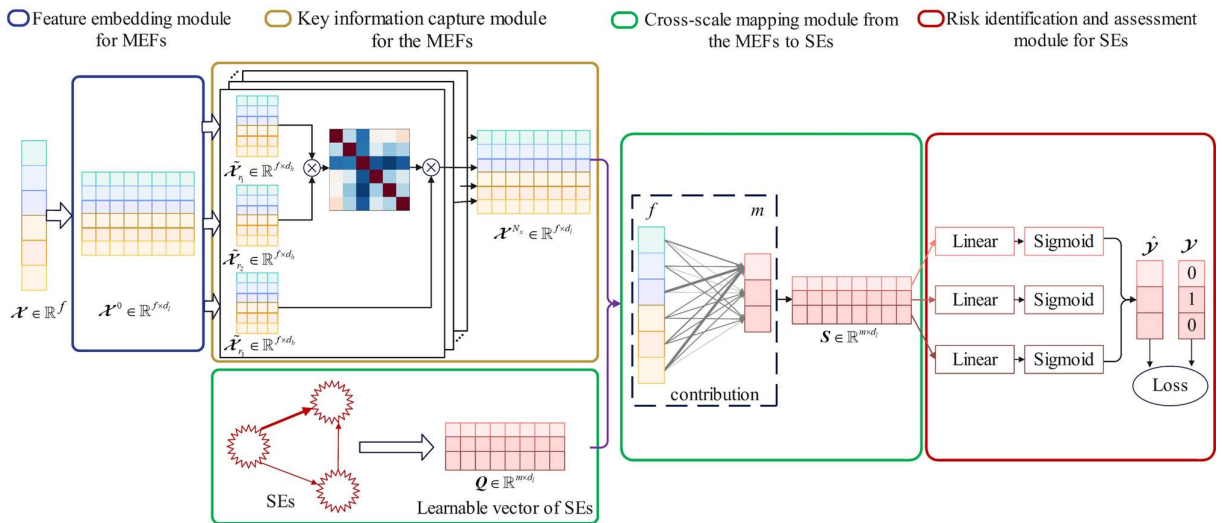 Feature embedding module
for MEFs
Key information capture module
for the MEFs
Cross-scale mapping module from
the MEFs to SEs
Risk identification and assessment
module for SEs
𝒳 ∈ ℝ^f
𝒳^0 ∈ ℝ^{f×d_l}
𝒳̃_{r_1} ∈ ℝ^{f×d_h}
𝒳̃_{r_2} ∈ ℝ^{f×d_h}
𝒳̃_{r_3} ∈ ℝ^{f×d_h}
𝒳^{N_x} ∈ ℝ^{f×d_l}
SEs
Q ∈ ℝ^{m×d_l}
Learnable vector of SEs
f
m
contribution
S ∈ ℝ^{m×d_l}
Linear
Sigmoid
Linear
Sigmoid
Linear
Sigmoid
𝒴̂
𝒴
0
1
0
Loss